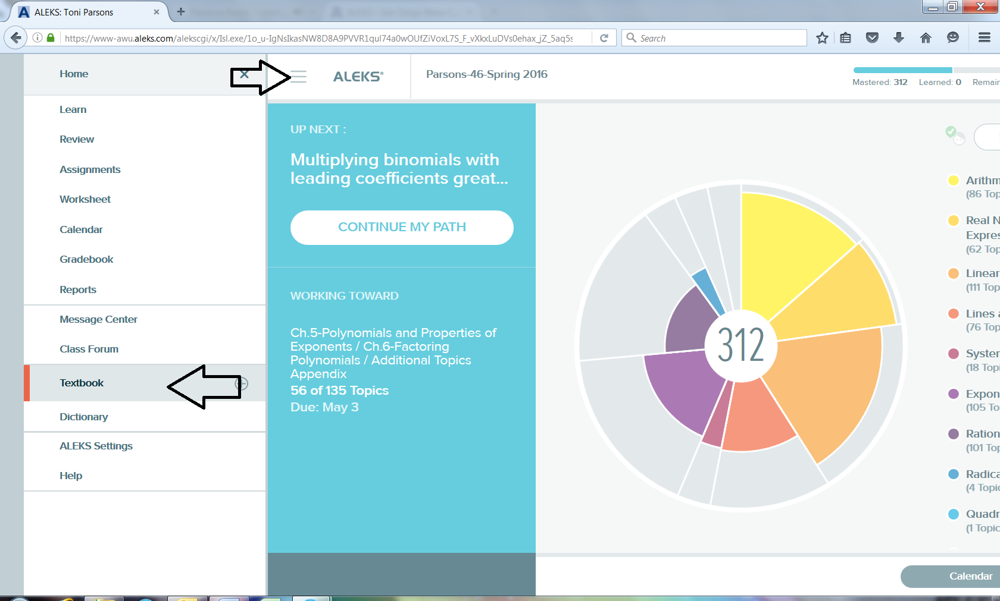 ALEKS: Toni Parsons
https://www-awu.aleks.com/alekscgi/x/Isl.exe/1o_u-IgNsIkasNW8D8A9PVVR1qul74a0wOUfZiVoxL7S_F_vXkxLuDVs0ehax_jZ_5aq5s
Search
Home
Learn
Review
Assignments
Worksheet
Calendar
Gradebook
Reports
Message Center
Class Forum
Textbook
Dictionary
ALEKS Settings
Help
ALEKS®
Parsons-46-Spring 2016
Mastered: 312 Learned: 0 Remain
UP NEXT :
Multiplying binomials with
leading coefficients great...
CONTINUE MY PATH
WORKING TOWARD
Ch.5-Polynomials and Properties of
Exponents / Ch.6-Factoring
Polynomials / Additional Topics
Appendix
56 of 135 Topics
Due: May 3
312
Arithm
(86 Top
Real N
Expres
(62 Top
Linear
(111 Top
Lines a
(76 Top
System
(18 Topi
Expon
(105 To
Ration
(101 Top
Radica
(4 Topic
Quadr
(1 Topic
Calendar